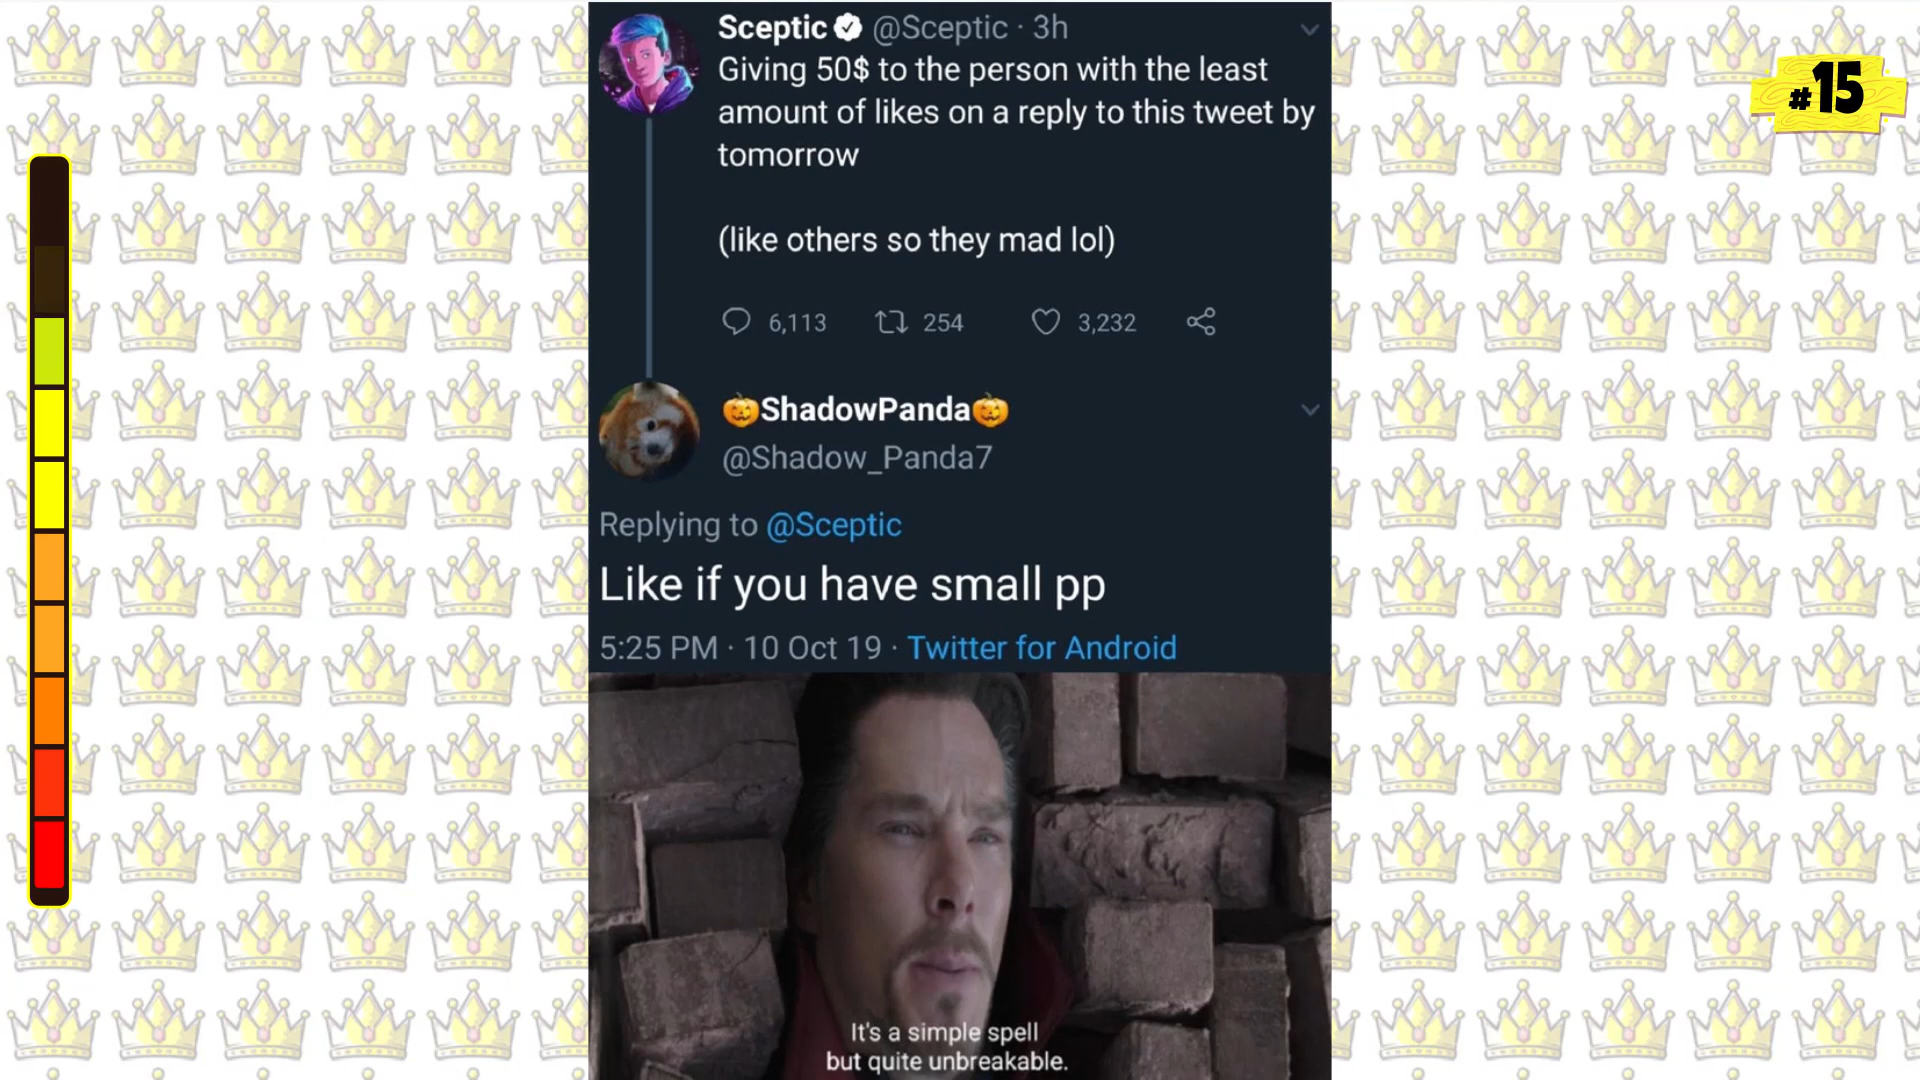 Sceptic @Sceptic · 3h
Giving 50$ to the person with the least
amount of likes on a reply to this tweet by
tomorrow
(like others so they mad lol)
6,113 254 3,232
#15
🎃ShadowPanda🎃
@Shadow_Panda7
Replying to @Sceptic
Like if you have small pp
5:25 PM · 10 Oct 19 · Twitter for Android
It's a simple spell
but quite unbreakable.